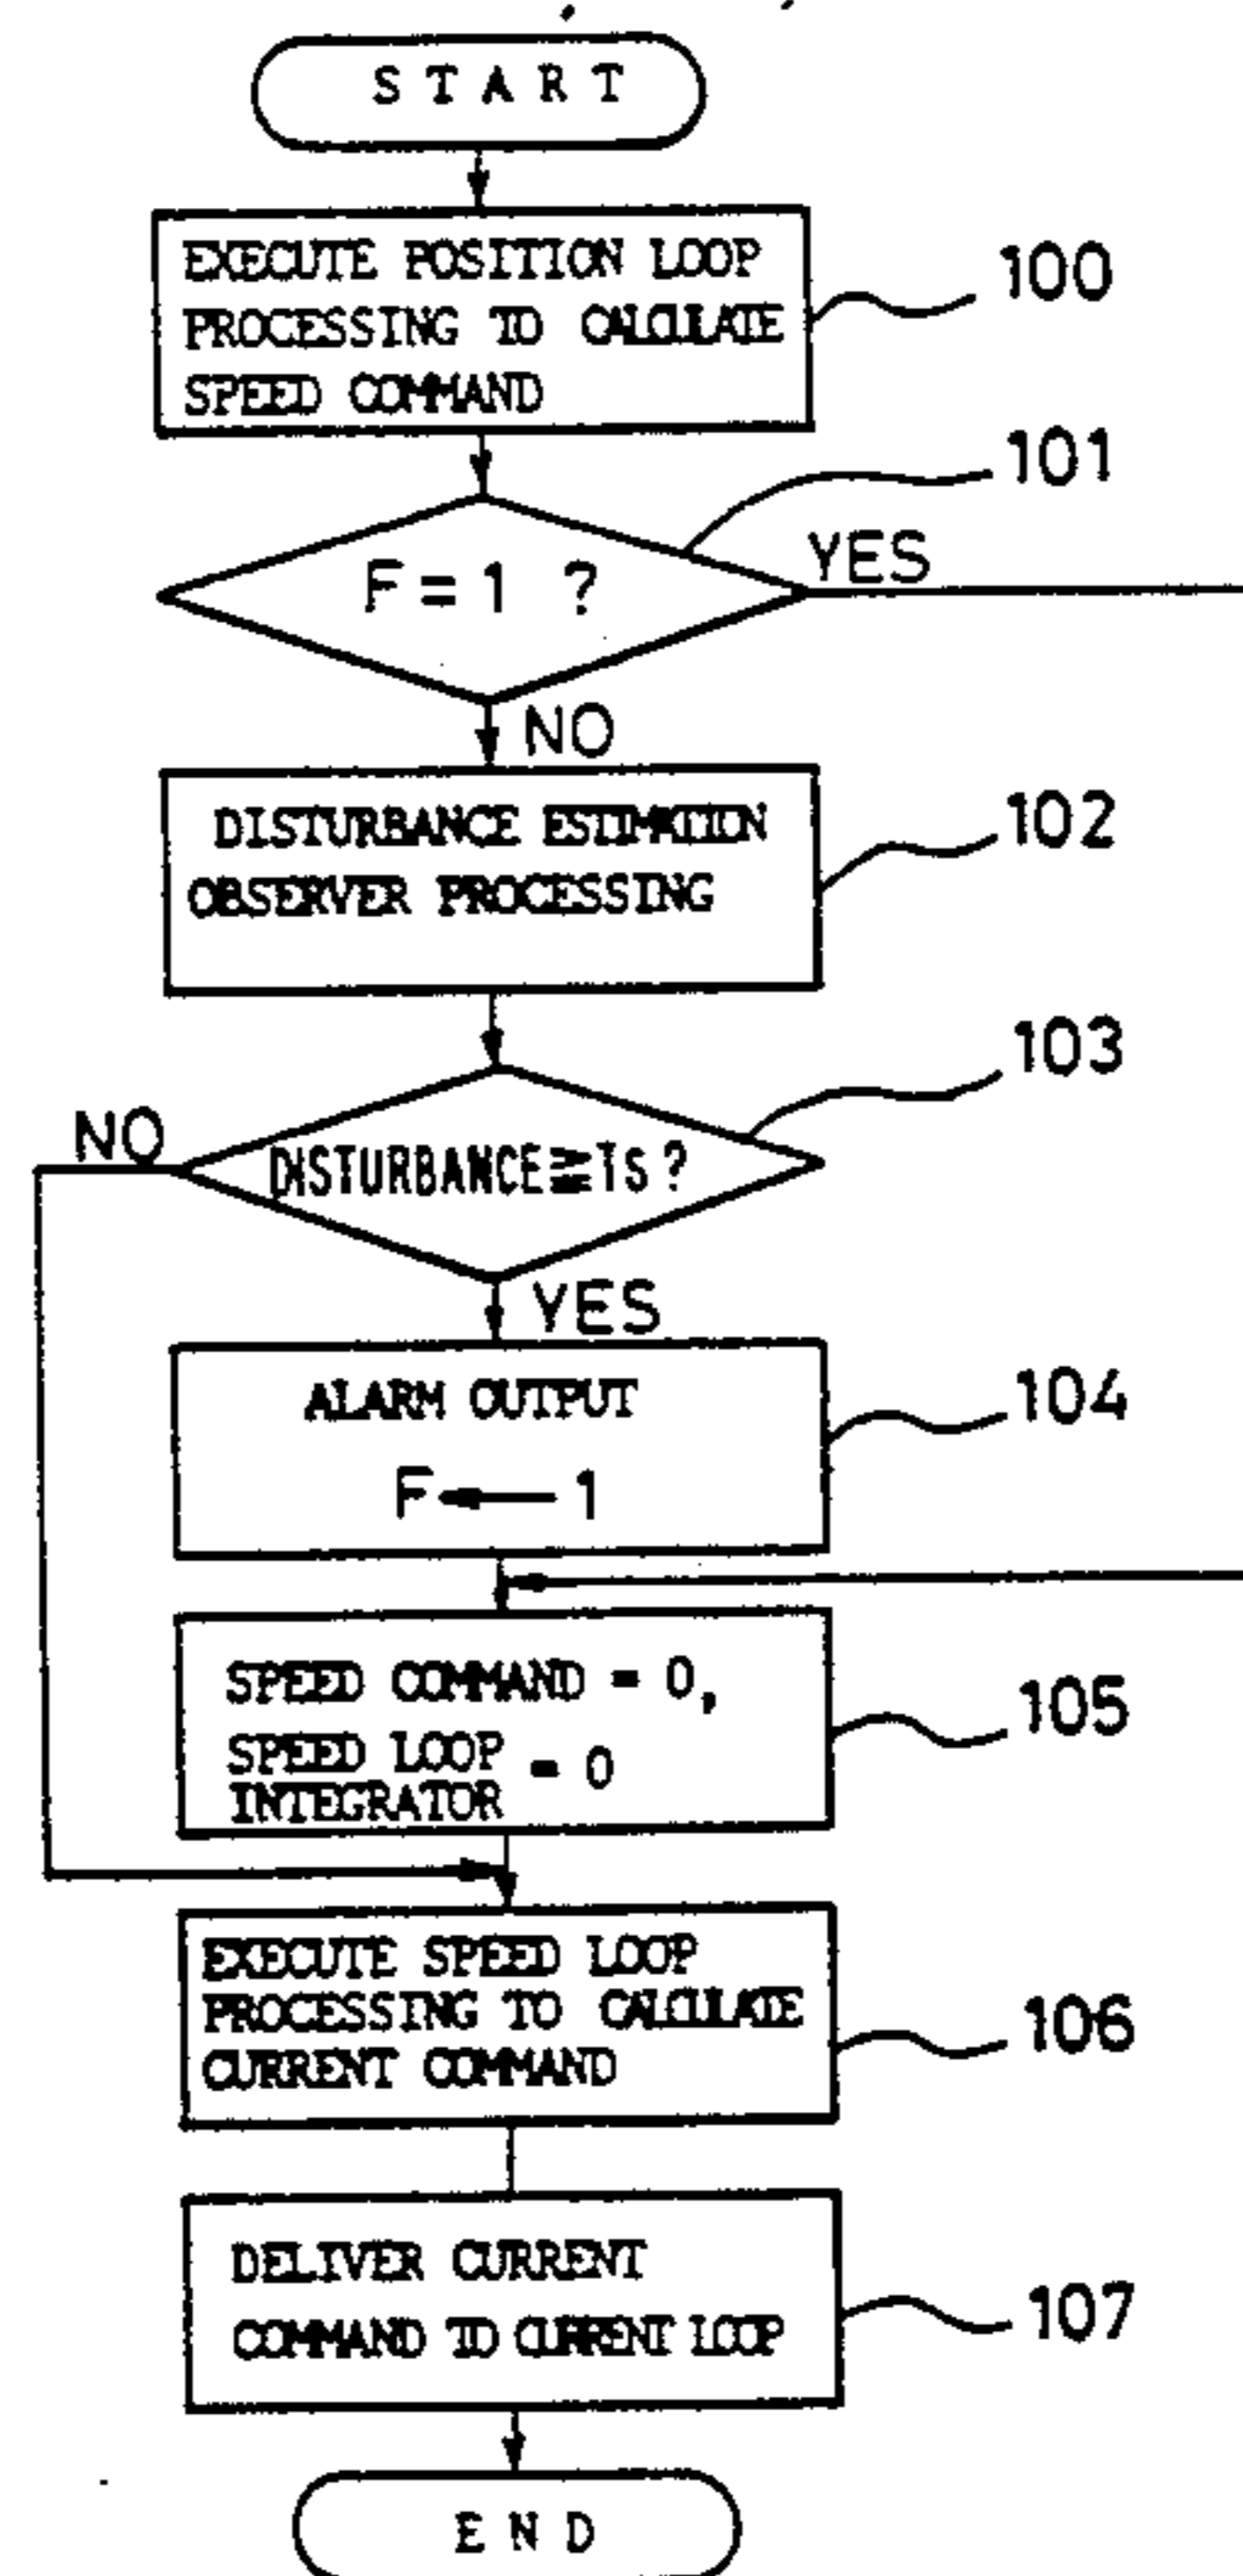 START
EXECUTE POSITION LOOP
PROCESSING TO CALCULATE
SPEED COMMAND
100
101
F = 1 ?
YES
NO
DISTURBANCE ESTIMATION
OBSERVER PROCESSING
102
103
NO
DISTURBANCE ≧ Ts ?
YES
ALARM OUTPUT
F ← 1
104
SPEED COMMAND = 0,
SPEED LOOP
INTEGRATOR = 0
105
EXECUTE SPEED LOOP
PROCESSING TO CALCULATE
CURRENT COMMAND
106
DELIVER CURRENT
COMMAND TO CURRENT LOOP
107
END